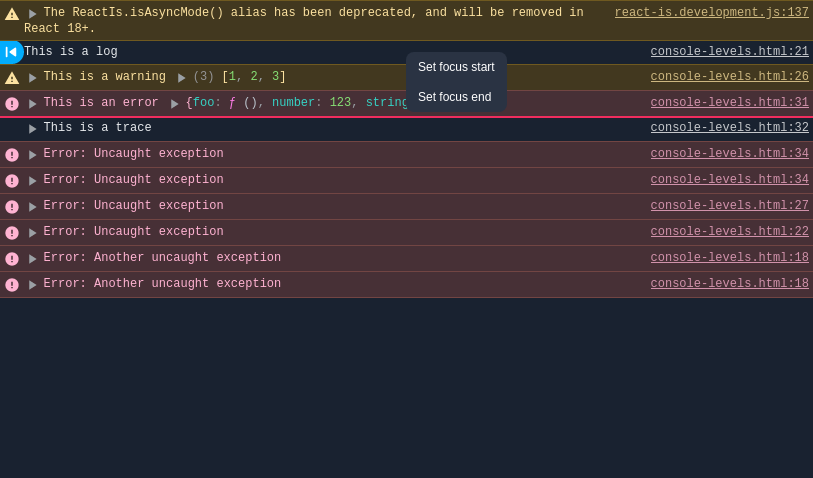 The ReactIs.isAsyncMode() alias has been deprecated, and will be removed in react-is.development.js:137
React 18+.
This is a log console-levels.html:21
Set focus start
This is a warning (3) [1, 2, 3] console-levels.html:26
Set focus end
This is an error {foo: ƒ (), number: 123, string console-levels.html:31
This is a trace console-levels.html:32
Error: Uncaught exception console-levels.html:34
Error: Uncaught exception console-levels.html:34
Error: Uncaught exception console-levels.html:27
Error: Uncaught exception console-levels.html:22
Error: Another uncaught exception console-levels.html:18
Error: Another uncaught exception console-levels.html:18